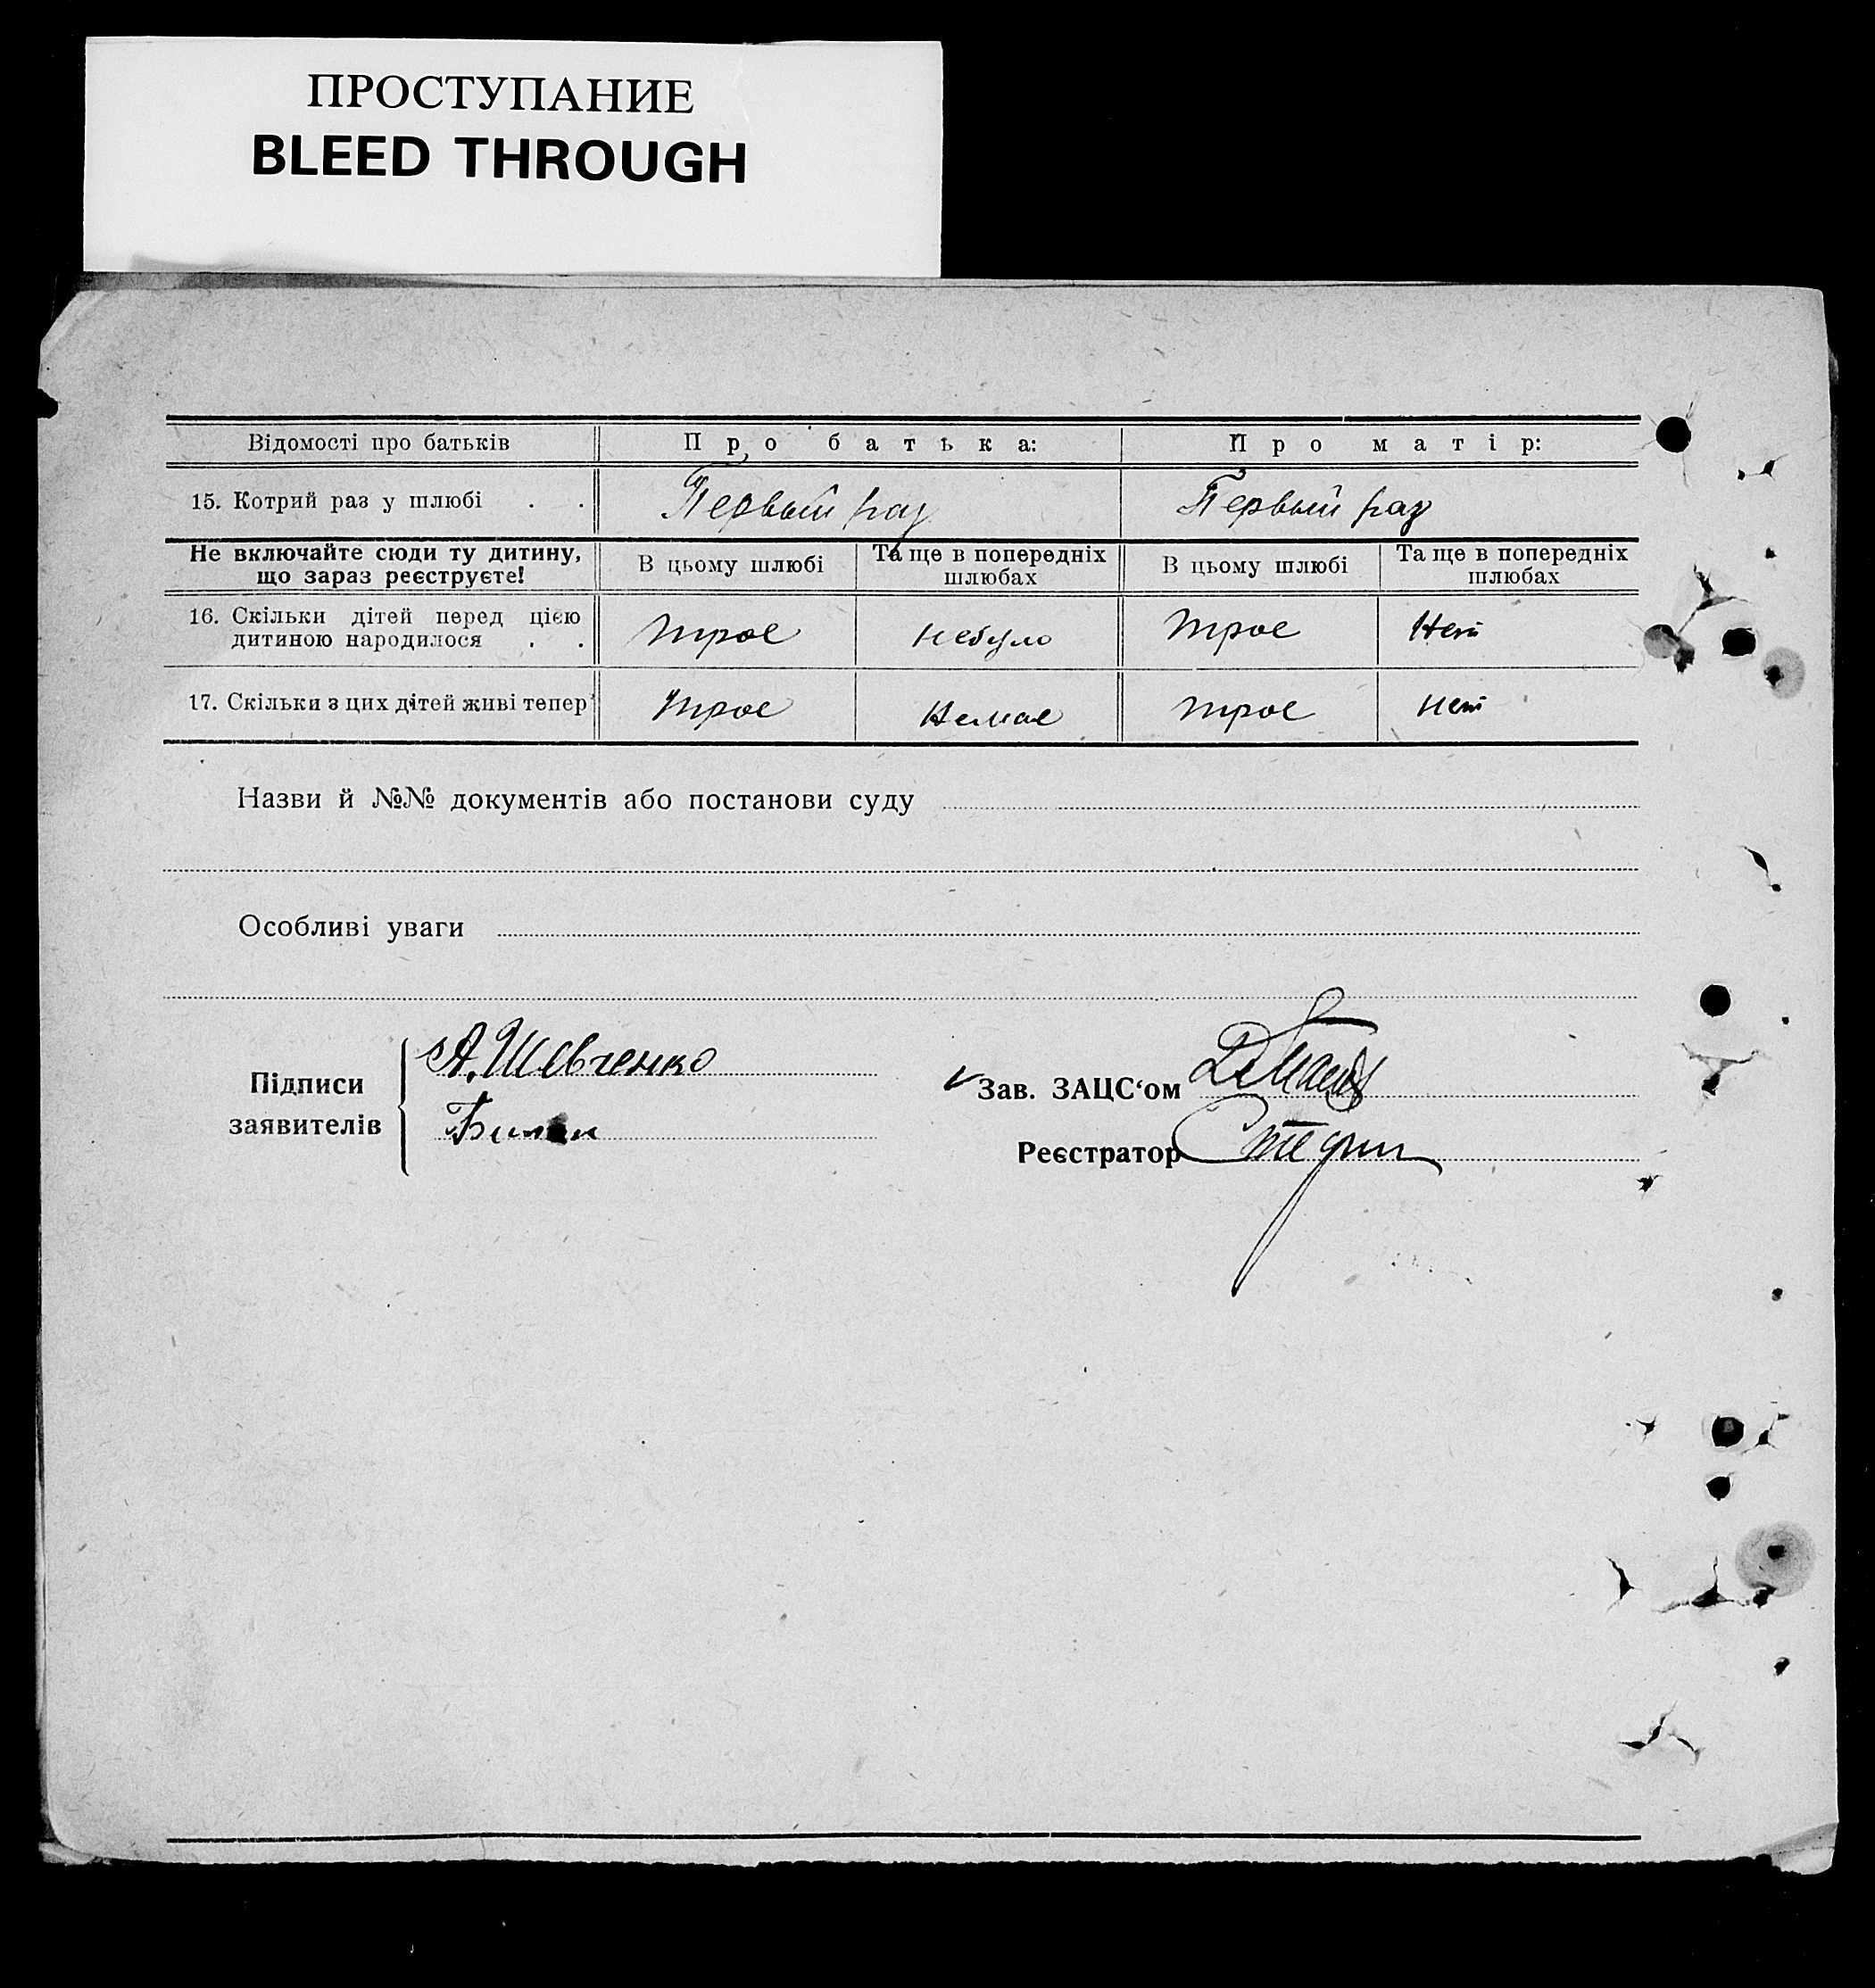 ПРОСТУПАНИЕ
BLEED THROUGH
Відомості про батьків Про батька: Про матір:
15. Котрий раз у шлюбі . . Первый раз Первый раз
Не включайте сюди ту дитину, що зараз реєструєте! В цьому шлюбі Та ще в попередніх шлюбах В цьому шлюбі Та ще в попередніх шлюбах
16. Скільки дітей перед цією дитиною народилося . . трое небуло трое Нет
17. Скільки з цих дітей живі тепер трое Немає трое нет
Назви й №№ документів або постанови суду
Особливі уваги
Підписи заявителів
А. Шевченко
Зав. ЗАЦС‘ом
Реєстратор